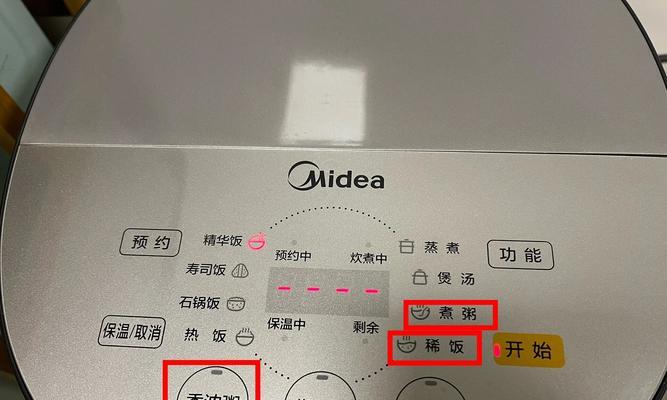 Midea
预约
精华饭
预约中
炊煮中
蒸煮
功能
寿司饭
煲汤
石锅饭
煮粥
保温/取消
热饭
保温中
剩余
稀饭
开始
- - - -